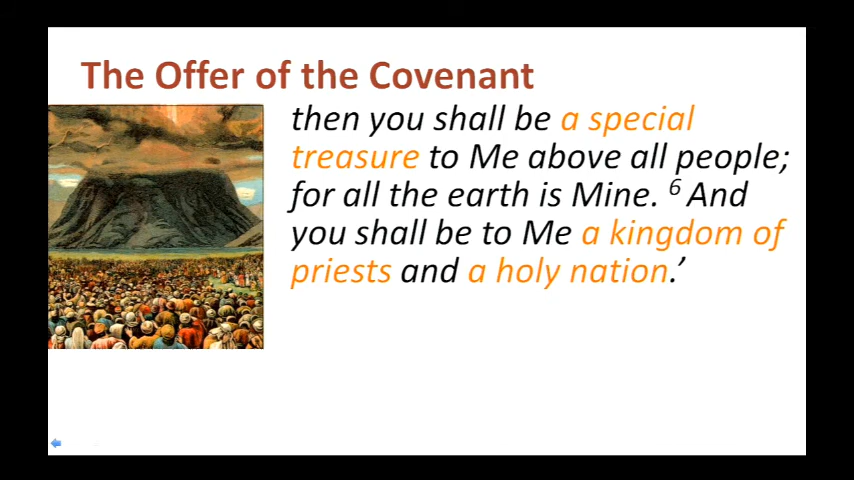 The Offer of the Covenant
then you shall be a special
treasure to Me above all people;
for all the earth is Mine. 6 And
you shall be to Me a kingdom of
priests and a holy nation.’